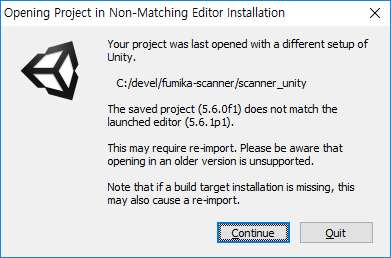 Opening Project in Non-Matching Editor Installation
Your project was last opened with a different setup of
Unity.
C:/devel/fumika-scanner/scanner_unity
The saved project (5.6.0f1) does not match the
launched editor (5.6.1p1).
This may require re-import. Please be aware that
opening in an older version is unsupported.
Note that if a build target installation is missing, this
may also cause a re-import.
Continue
Quit